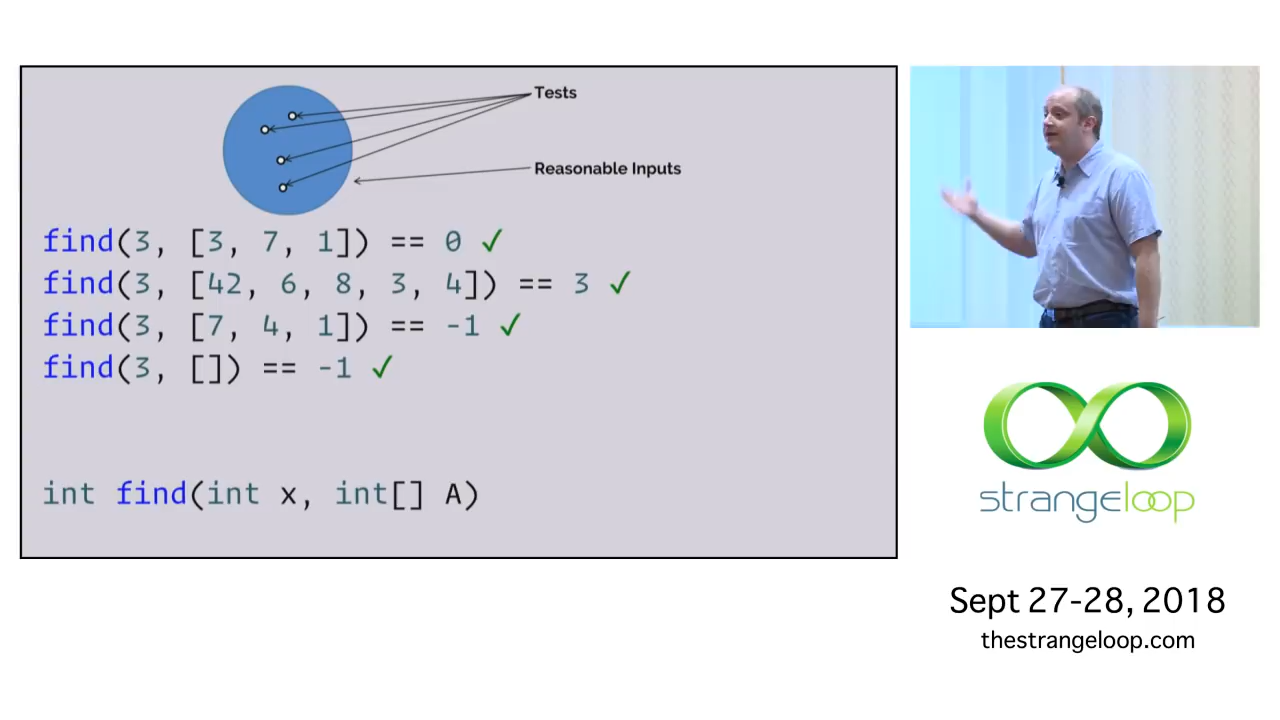 Tests
Reasonable Inputs
find(3, [3, 7, 1]) == 0 ✓
find(3, [42, 6, 8, 3, 4]) == 3 ✓
find(3, [7, 4, 1]) == -1 ✓
find(3, []) == -1 ✓
int find(int x, int[] A)
strangeloop
Sept 27-28, 2018
thestrangeloop.com